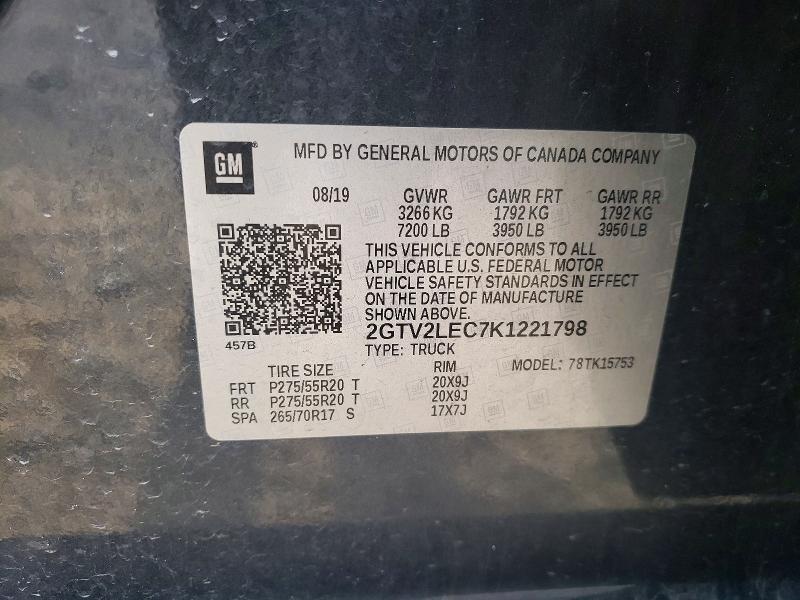 GM
MFD BY GENERAL MOTORS OF CANADA COMPANY
08/19 GVWR GAWR FRT GAWR RR
3266 KG 1792 KG 1792 KG
7200 LB 3950 LB 3950 LB
THIS VEHICLE CONFORMS TO ALL
APPLICABLE U.S. FEDERAL MOTOR
VEHICLE SAFETY STANDARDS IN EFFECT
ON THE DATE OF MANUFACTURE
SHOWN ABOVE.
2GTV2LEC7K1221798
457B
TYPE: TRUCK
MODEL: 78TK15753
TIRE SIZE RIM
FRT P275/55R20 T 20X9J
RR P275/55R20 T 20X9J
SPA 265/70R17 S 17X7J